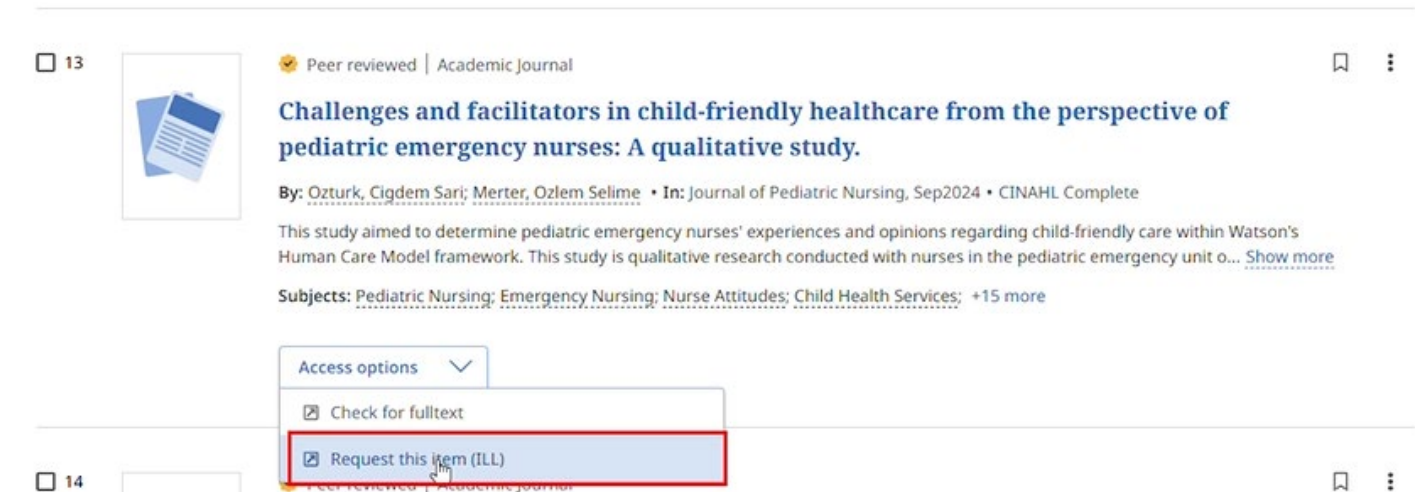 13
Peer reviewed | Academic Journal
Challenges and facilitators in child-friendly healthcare from the perspective of
pediatric emergency nurses: A qualitative study.
By: Ozturk, Cigdem Sari; Merter, Ozlem Selime • In: Journal of Pediatric Nursing, Sep2024 • CINAHL Complete
This study aimed to determine pediatric emergency nurses' experiences and opinions regarding child-friendly care within Watson's
Human Care Model framework. This study is qualitative research conducted with nurses in the pediatric emergency unit o... Show more
Subjects: Pediatric Nursing; Emergency Nursing; Nurse Attitudes; Child Health Services; +15 more
Access options
Check for fulltext
Request this item (ILL)
14
Peer reviewed | Academic Journal